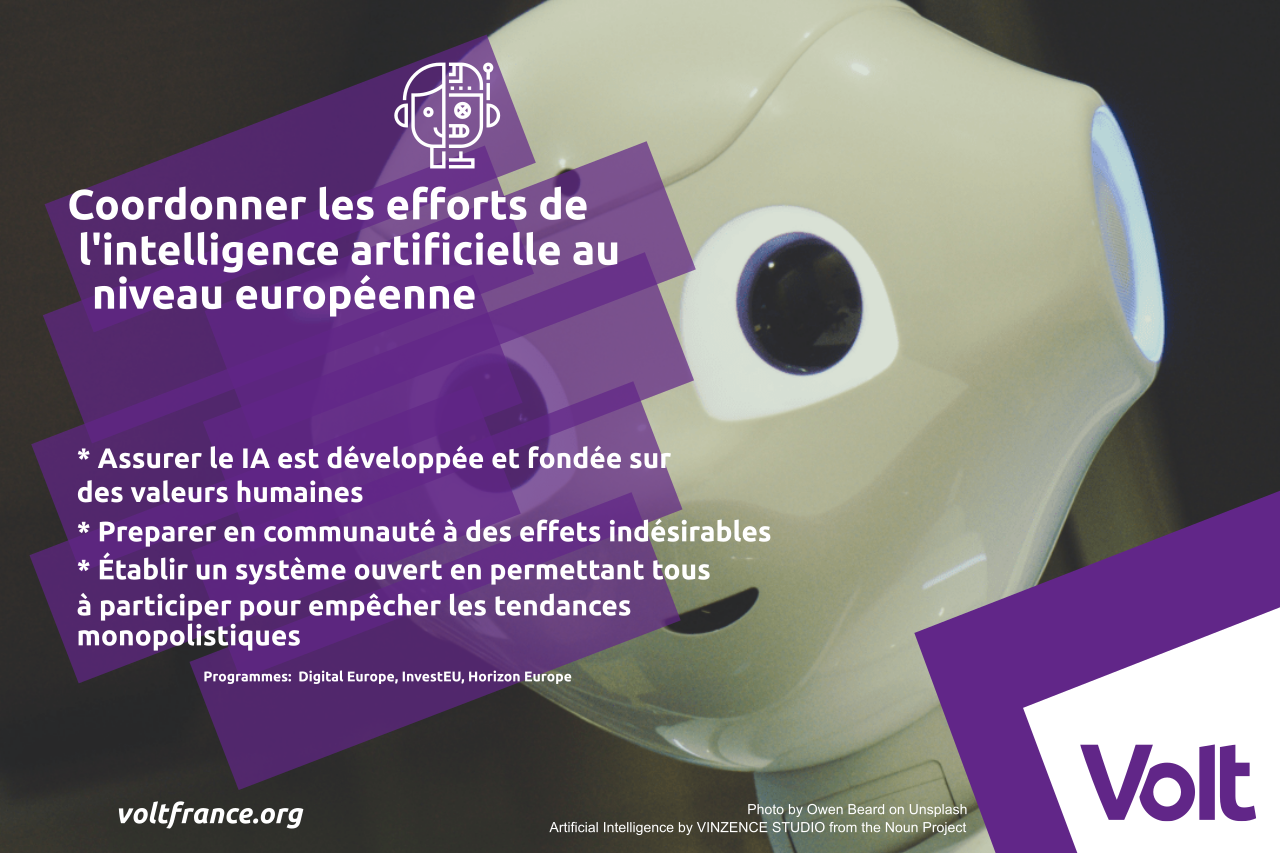 Coordonner les efforts de
l'intelligence artificielle au
niveau européenne
* Assurer le IA est développée et fondée sur
des valeurs humaines
* Preparer en communauté à des effets indésirables
* Établir un système ouvert en permettant tous
à participer pour empêcher les tendances
monopolistiques
Programmes: Digital Europe, InvestEU, Horizon Europe
voltfrance.org
Photo by Owen Beard on Unsplash
Artificial Intelligence by VINZENCE STUDIO from the Noun Project
Volt